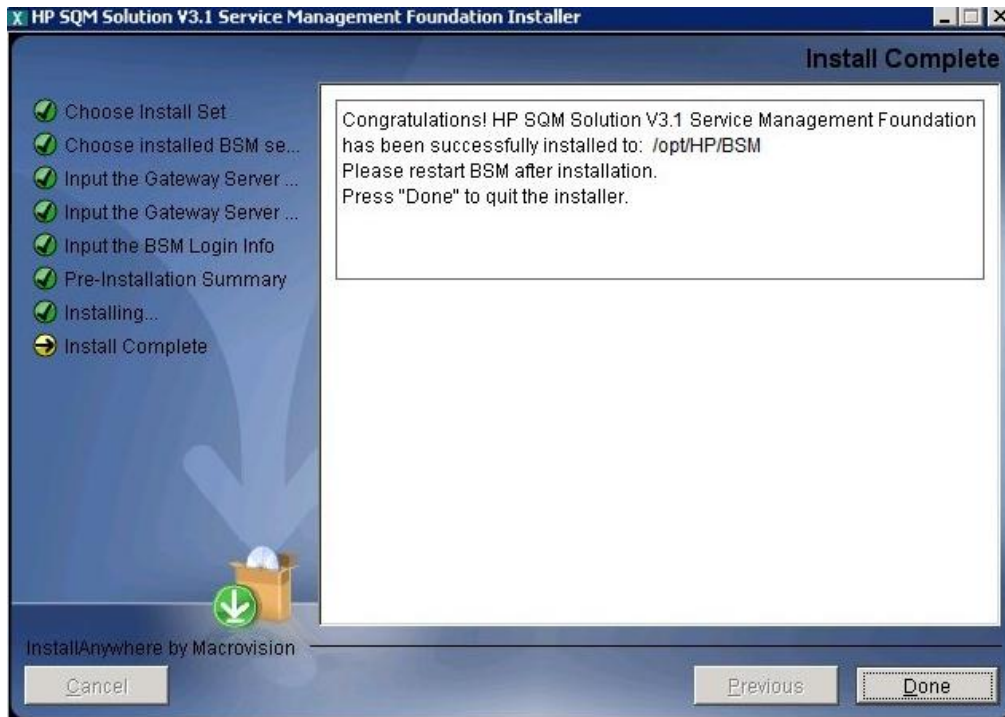 HP SQM Solution V3.1 Service Management Foundation Installer
Install Complete
Choose Install Set
Choose installed BSM se...
Input the Gateway Server ...
Input the Gateway Server ...
Input the BSM Login Info
Pre-Installation Summary
Installing...
Install Complete
Congratulations! HP SQM Solution V3.1 Service Management Foundation
has been successfully installed to: /opt/HP/BSM
Please restart BSM after installation.
Press "Done" to quit the installer.
InstallAnywhere by Macrovision
Cancel
Previous
Done